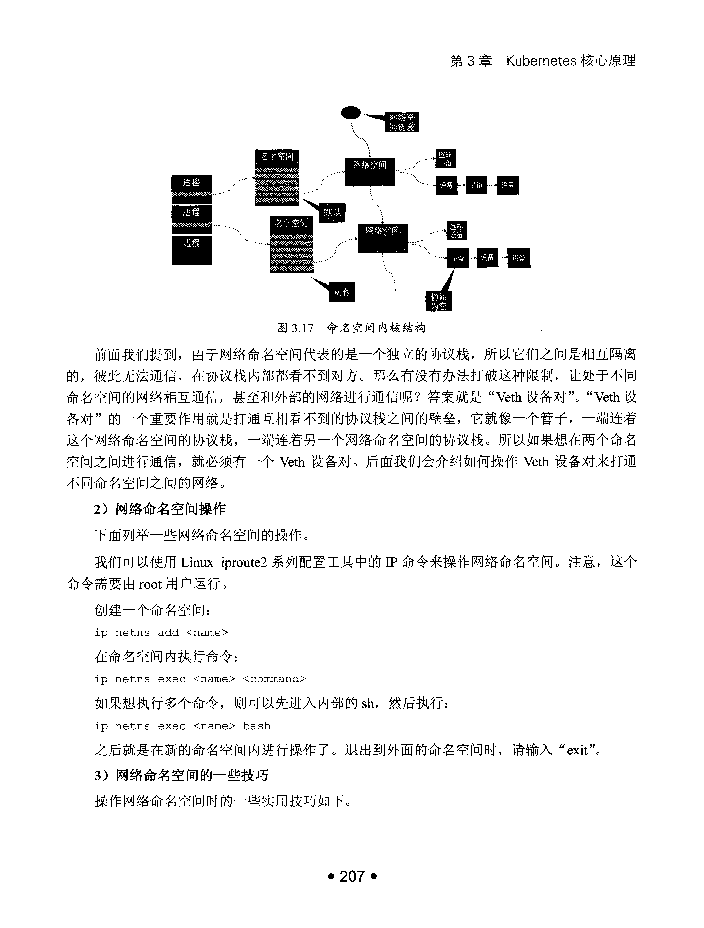 第 3 章 Kubernetes 核心原理
名字空间
网络空间
进程
进程
网络空间
名字空间
进程
设备
图 3.17 命名空间内核结构
前面我们提到，由于网络命名空间代表的是一个独立的协议栈，所以它们之间是相互隔离
的，彼此无法通信，在协议栈内部都看不到对方。那么有没有办法打破这种限制，让处于不同
命名空间的网络相互通信，甚至和外部的网络进行通信呢？答案就是“Veth 设备对”。“Veth 设
备对”的一个重要作用就是打通互相看不到的协议栈之间的壁垒，它就像一个管子，一端连着
这个网络命名空间的协议栈，一端连着另一个网络命名空间的协议栈。所以如果想在两个命名
空间之间进行通信，就必须有一个 Veth 设备对。后面我们会介绍如何操作 Veth 设备对来打通
不同命名空间之间的网络。
2）网络命名空间操作
下面列举一些网络命名空间的操作。
我们可以使用 Linux iproute2 系列配置工具中的 IP 命令来操作网络命名空间。注意，这个
命令需要由 root 用户运行。
创建一个命名空间：
ip netns add <name>
在命名空间内执行命令：
ip netns exec <name> <command>
如果想执行多个命令，则可以先进入内部的 sh，然后执行：
ip netns exec <name> bash
之后就是在新的命名空间内进行操作了。退出到外面的命名空间时，请输入“exit”。
3）网络命名空间的一些技巧
操作网络命名空间时的一些实用技巧如下。
• 207 •